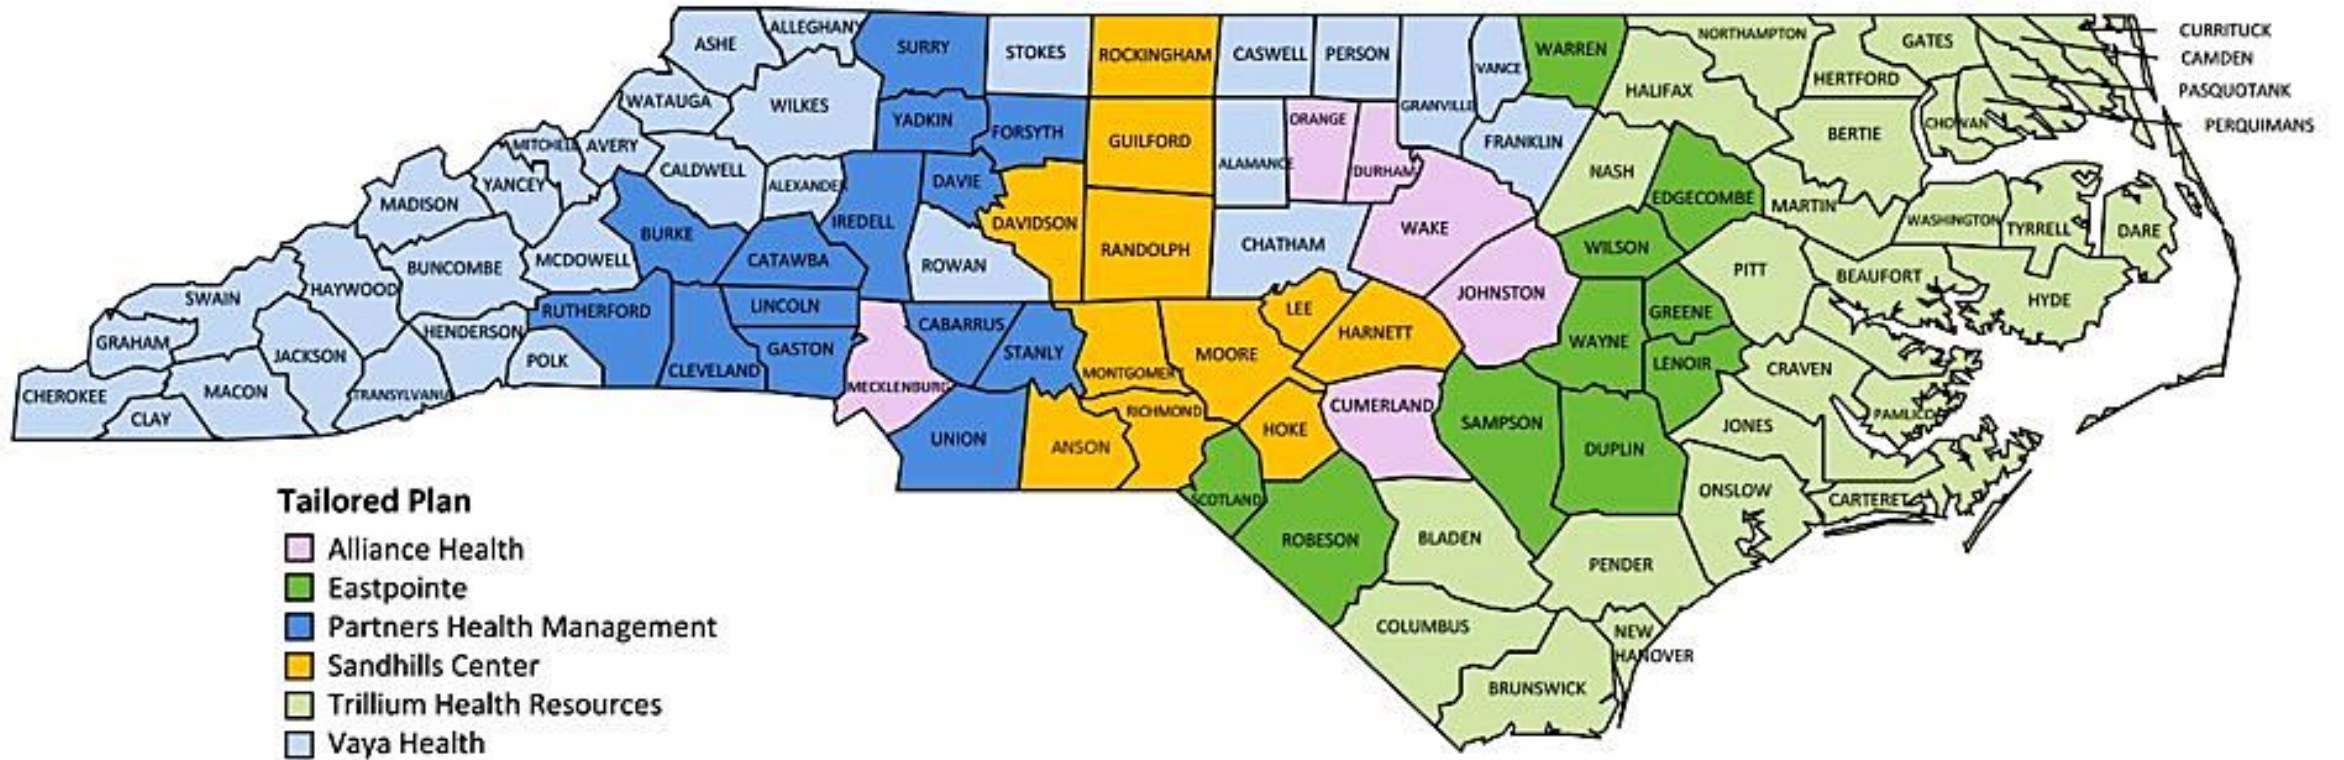 ASHE
ALLEGHANY
SURRY
STOKES
ROCKINGHAM
CASWELL
PERSON
GRANVILLE
VANCE
WARREN
NORTHAMPTON
GATES
CURRITUCK
CAMDEN
PASQUOTANK
PERQUIMANS
WATAUGA
WILKES
YADKIN
FORSYTH
GUILFORD
ALAMANCE
ORANGE
DURHAM
FRANKLIN
HALIFAX
HERTFORD
BERTIE
CHOWAN
MITCHELL
AVERY
CALDWELL
ALEXANDER
DAVIE
NASH
EDGECOMBE
MARTIN
WASHINGTON
TYRRELL
DARE
MADISON
YANCEY
BURKE
IREDELL
DAVIDSON
RANDOLPH
CHATHAM
WAKE
WILSON
PITT
BEAUFORT
HYDE
SWAIN
HAYWOOD
BUNCOMBE
MCDOWELL
CATAWBA
ROWAN
JOHNSTON
GREENE
GRAHAM
JACKSON
HENDERSON
RUTHERFORD
LINCOLN
CABARRUS
LEE
HARNETT
WAYNE
LENOIR
CRAVEN
CHEROKEE
CLAY
MACON
TRANSYLVANIA
POLK
CLEVELAND
GASTON
MECKLENBURG
STANLY
MONTGOMERY
MOORE
RICHMOND
CUMERLAND
SAMPSON
DUPLIN
JONES
PAMLICO
UNION
ANSON
HOKE
SCOTLAND
ROBESON
BLADEN
PENDER
ONSLOW
CARTERET
COLUMBUS
NEW
HANOVER
BRUNSWICK
Tailored Plan
Alliance Health
Eastpointe
Partners Health Management
Sandhills Center
Trillium Health Resources
Vaya Health